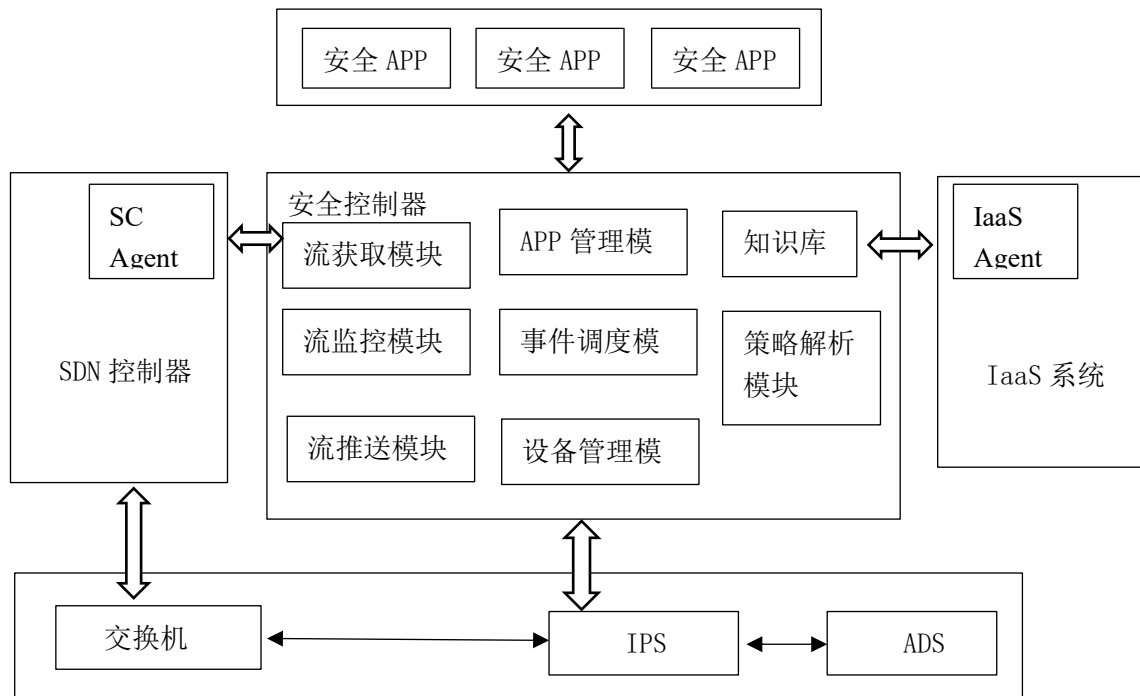 安全 APP
安全 APP
安全 APP
SC
Agent
SDN 控制器
安全控制器
流获取模块
APP 管理模
知识库
流监控模块
事件调度模
策略解析
模块
流推送模块
设备管理模
IaaS
Agent
IaaS 系统
交换机
IPS
ADS